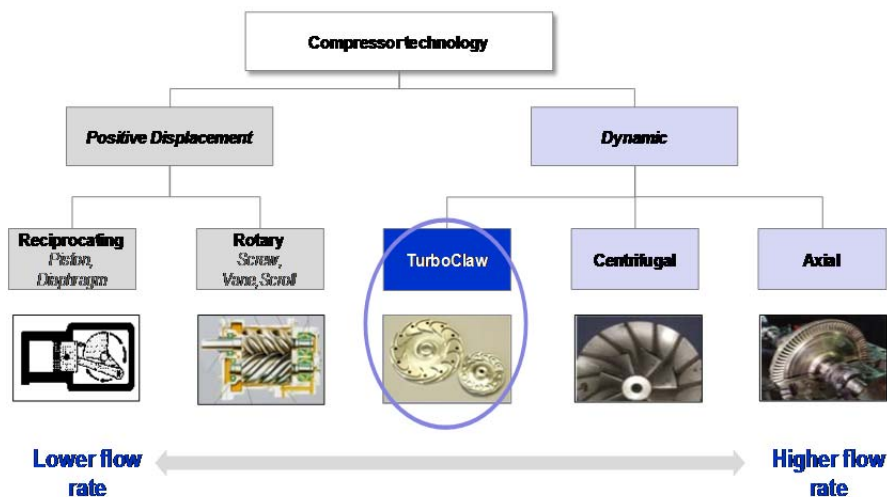 Compressor technology
Positive Displacement
Dynamic
Reciprocating
Piston,
Diaphragm
Rotary
Screw,
Vane, Scroll
TurboClaw
Centrifugal
Axial
Lower flow
rate
Higher flow
rate